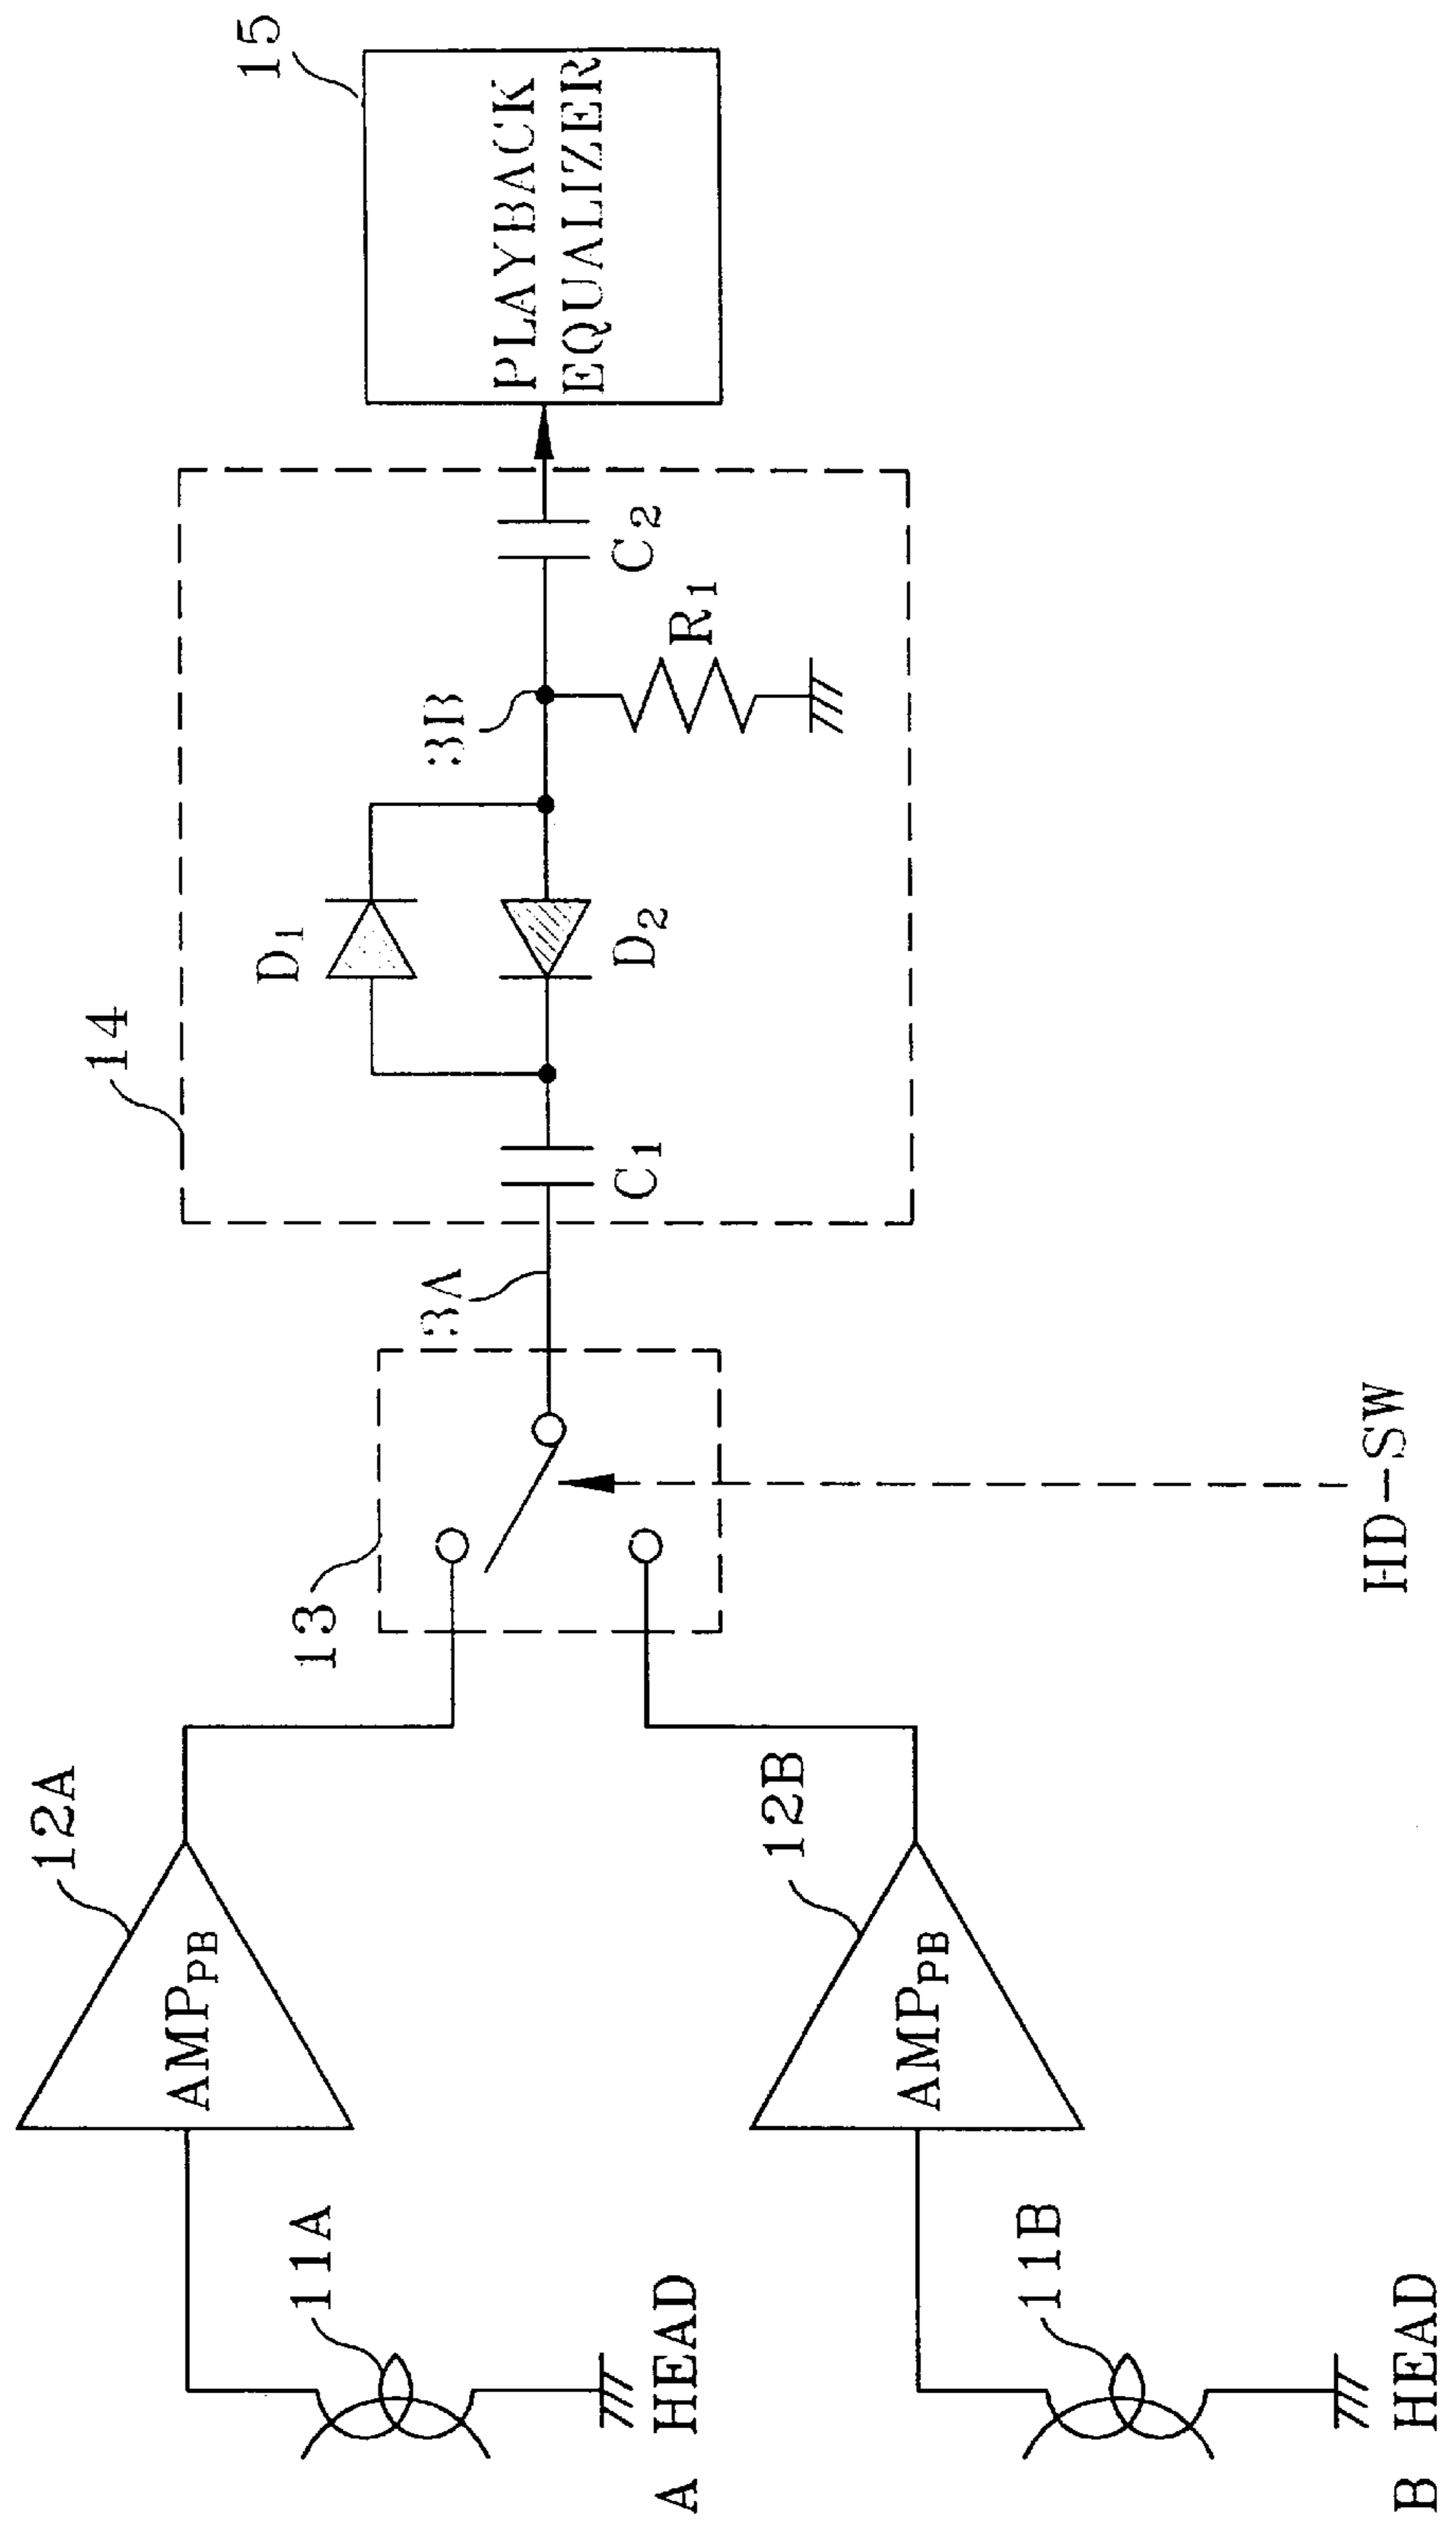 11A
A HEAD
12A
AMPPB
11B
B HEAD
12B
AMPPB
13
HD-SW
3A
14
C1
D1
D2
3B
R1
C2
15
PLAYBACK
EQUALIZER